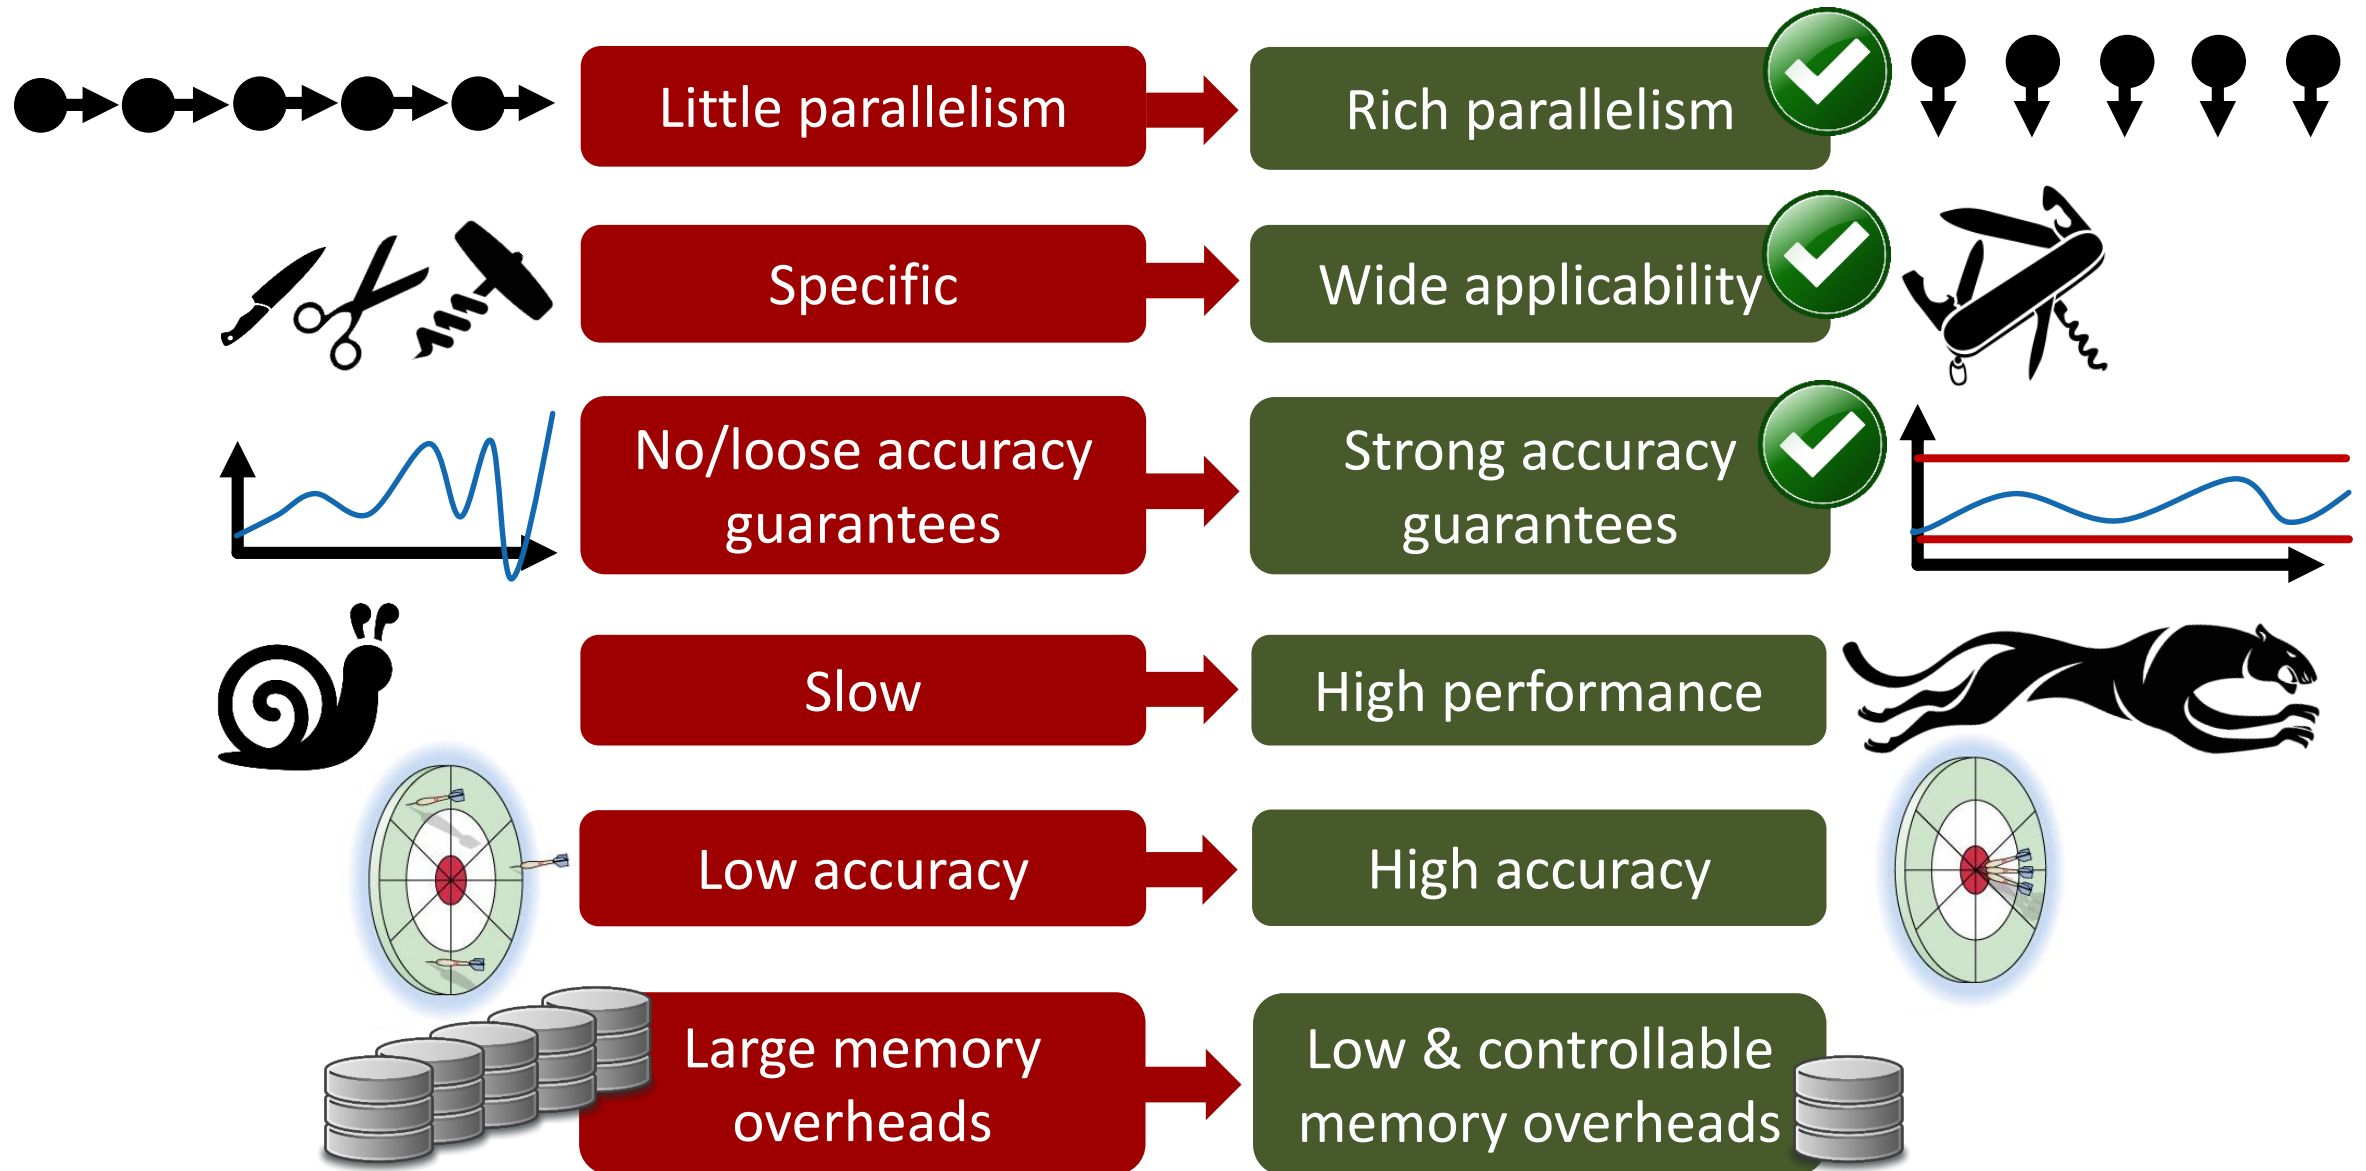 Little parallelism
Rich parallelism
Specific
Wide applicability
No/loose accuracy
guarantees
Strong accuracy
guarantees
Slow
High performance
Low accuracy
High accuracy
Large memory
overheads
Low & controllable
memory overheads